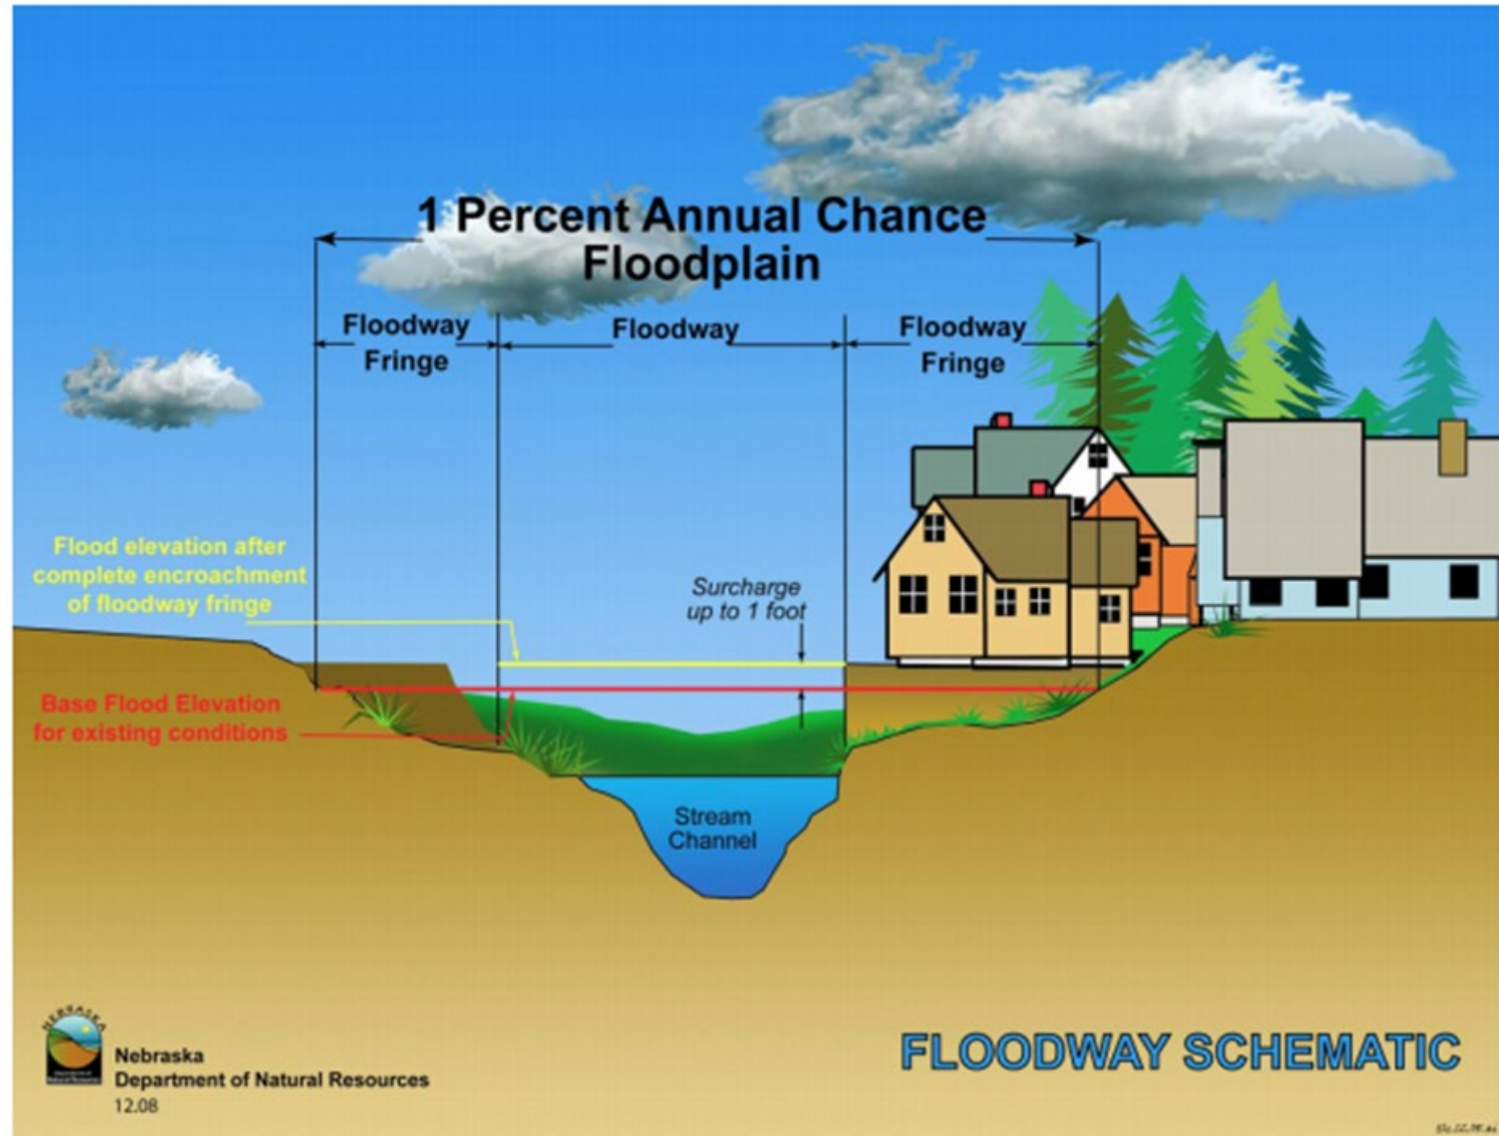 1 Percent Annual Chance
Floodplain
Floodway
Fringe
Floodway
Floodway
Fringe
Flood elevation after
complete encroachment
of floodway fringe
Surcharge
up to 1 foot
Base Flood Elevation
for existing conditions
Stream
Channel
NEBRASKA
Nebraska
Department of Natural Resources
12.08
FLOODWAY SCHEMATIC